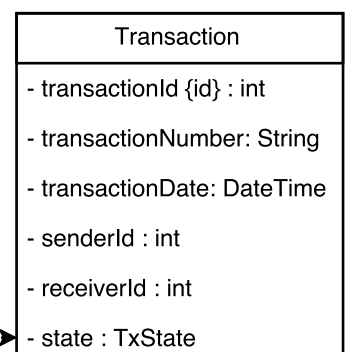 Transaction
- transactionId {id} : int
- transactionNumber: String
- transactionDate: DateTime
- senderId : int
- receiverId : int
- state : TxState